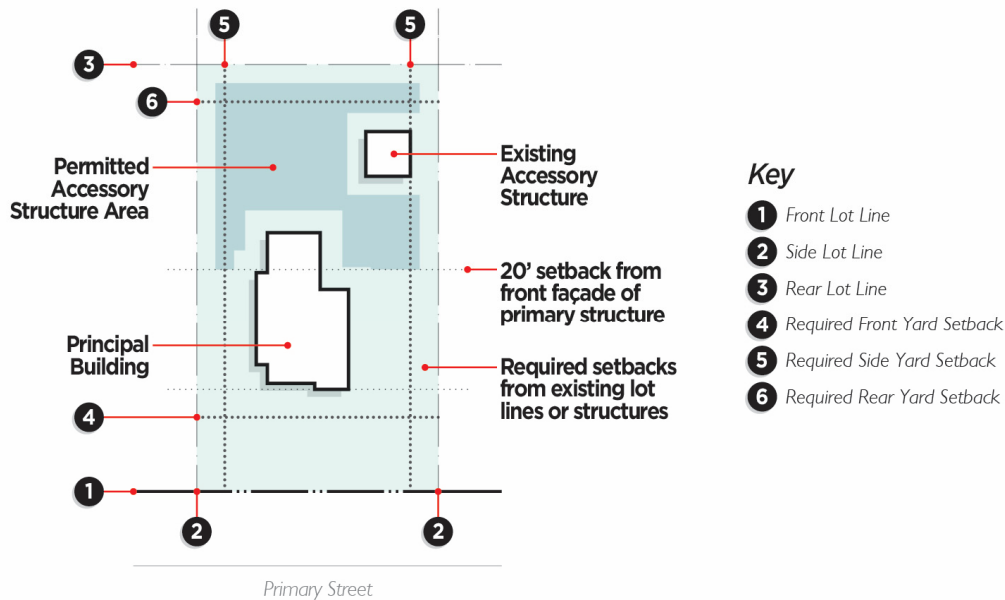 5
5
3
6
Permitted
Accessory
Structure Area
Existing
Accessory
Structure
20’ setback from
front façade of
primary structure
Principal
Building
Required setbacks
from existing lot
lines or structures
4
1
2
2
Primary Street
Key
1 Front Lot Line
2 Side Lot Line
3 Rear Lot Line
4 Required Front Yard Setback
5 Required Side Yard Setback
6 Required Rear Yard Setback